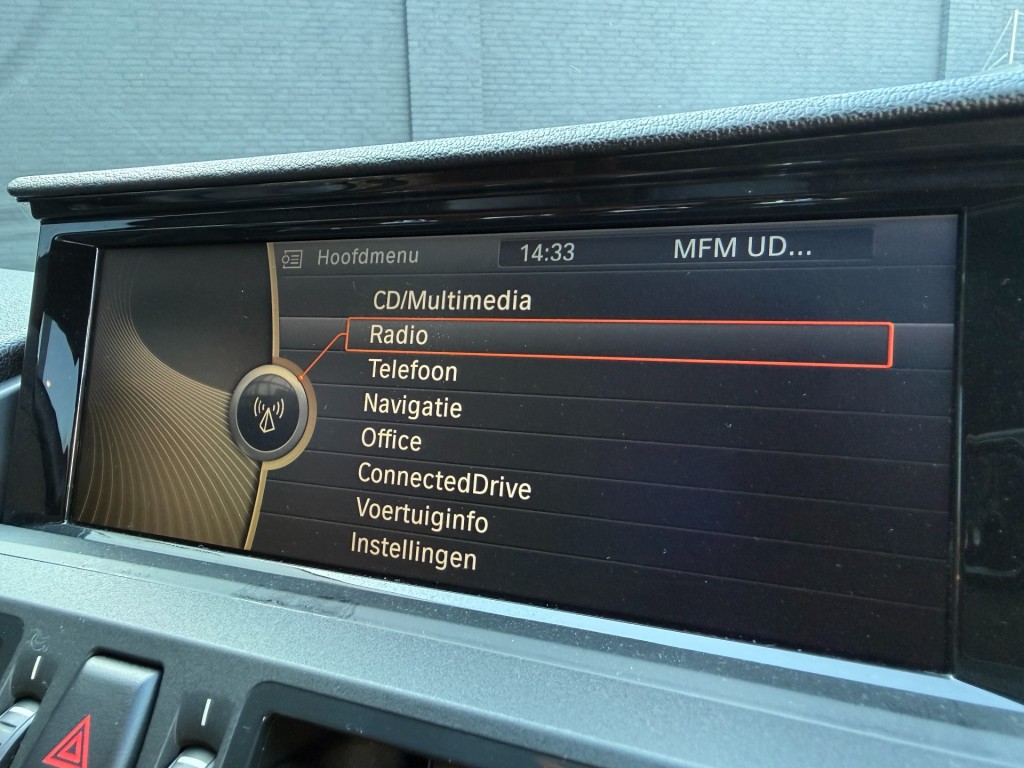 Hoofdmenu 14:33 MFM UD...
CD/Multimedia
Radio
Telefoon
Navigatie
Office
ConnectedDrive
Voertuiginfo
Instellingen